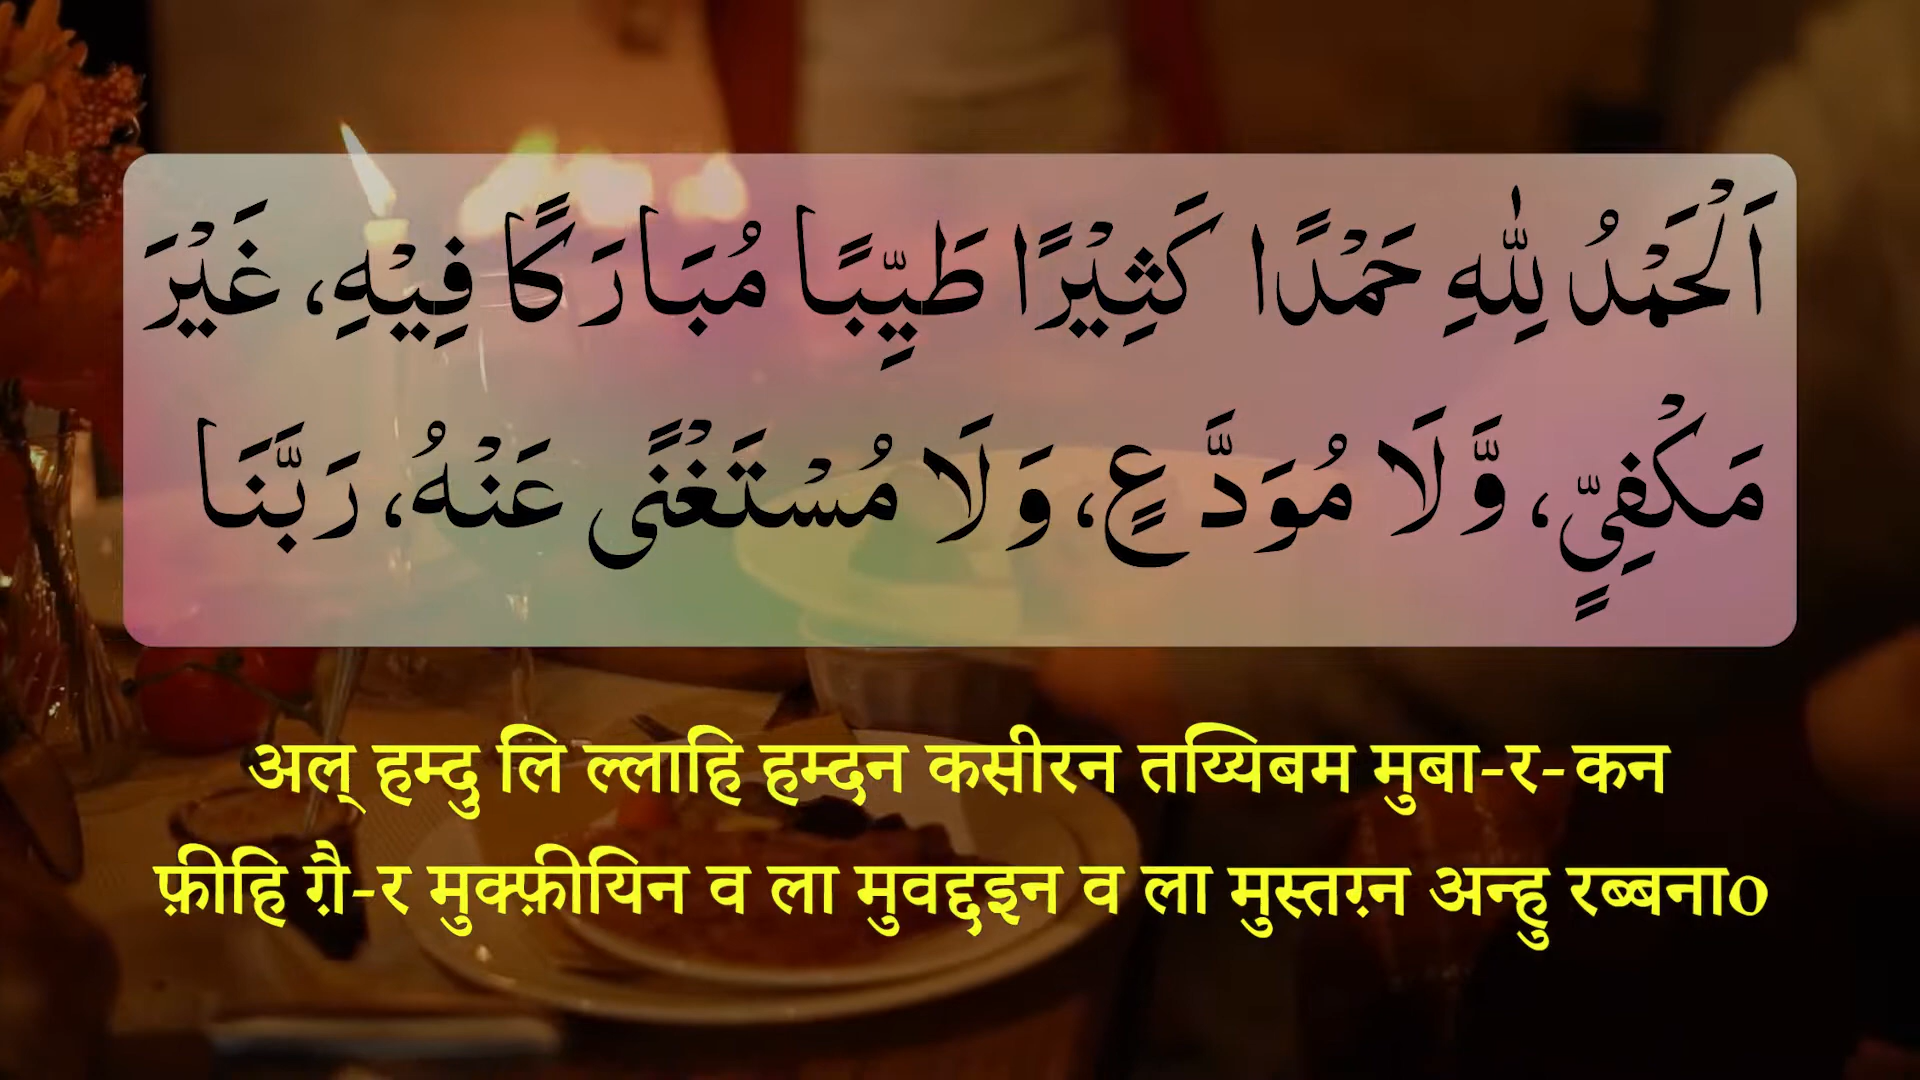 اَلْحَمْدُ لِلّٰهِ حَمْدًا كَثِيْرًا طَيِّبًا مُبَارَكًا فِيْهِ، غَيْرَ
مَكْفِيٍّ، وَّلَا مُوَدَّعٍ، وَلَا مُسْتَغْنًى عَنْهُ، رَبَّنَا
अल् हम्दु लि ल्लाहि हम्दन कसीरन तय्यिबम मुबा-र-कन
फ़ीहि ग़ै-र मुक्फ़ीयिन व ला मुवद्दइन व ला मुस्तग़्न अन्हु रब्बना०